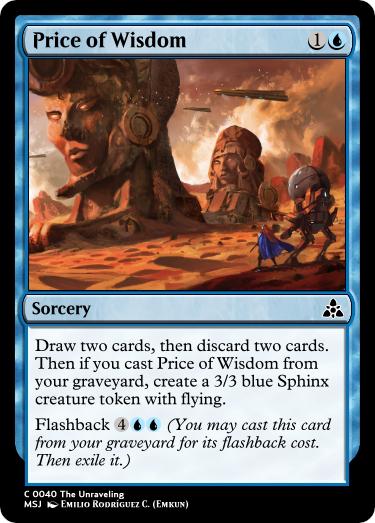 Price of Wisdom 1
Sorcery
Draw two cards, then discard two cards.
Then if you cast Price of Wisdom from
your graveyard, create a 3/3 blue Sphinx
creature token with flying.
Flashback 4 (You may cast this card
from your graveyard for its flashback cost.
Then exile it.)
C 0040 The Unraveling
MSJ Emilio Rodríguez C. (Emkun)